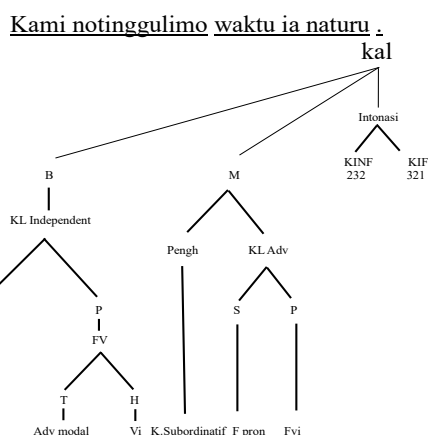 Kami notinggulimo waktu ia naturu .
kal
Intonasi
KINF KIF
232 321
B M
KL Independent
Pengh KL Adv
P S P
FV
T H
Adv modal Vi K.Subordinatif F pron Fvi